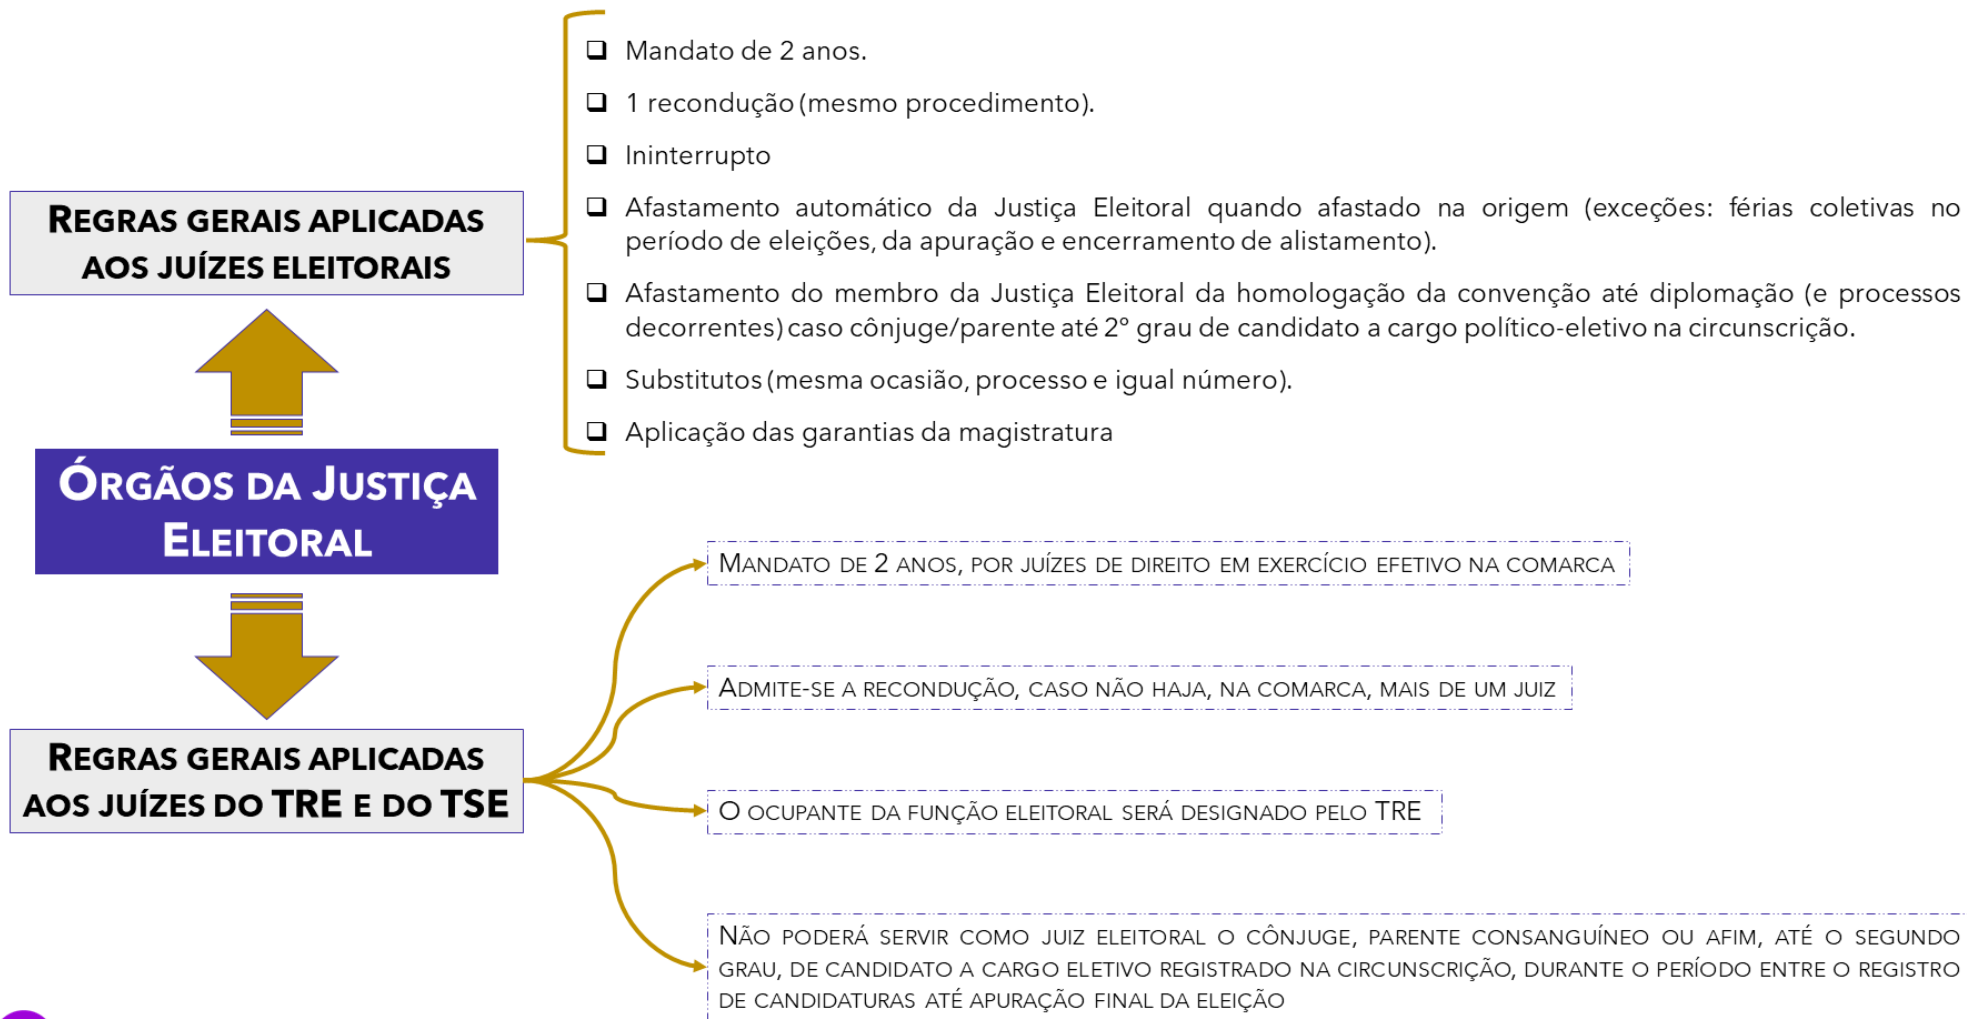 Mandato de 2 anos.
1 recondução (mesmo procedimento).
Ininterrupto
REGRAS GERAIS APLICADAS
AOS JUÍZES ELEITORAIS
Afastamento automático da Justiça Eleitoral quando afastado na origem (exceções: férias coletivas no
período de eleições, da apuração e encerramento de alistamento).
Afastamento do membro da Justiça Eleitoral da homologação da convenção até diplomação (e processos
decorrentes) caso cônjuge/parente até 2º grau de candidato a cargo político-eletivo na circunscrição.
Substitutos (mesma ocasião, processo e igual número).
Aplicação das garantias da magistratura
ÓRGÃOS DA JUSTIÇA
ELEITORAL
MANDATO DE 2 ANOS, POR JUÍZES DE DIREITO EM EXERCÍCIO EFETIVO NA COMARCA
ADMITE-SE A RECONDUÇÃO, CASO NÃO HAJA, NA COMARCA, MAIS DE UM JUIZ
REGRAS GERAIS APLICADAS
AOS JUÍZES DO TRE E DO TSE
O OCUPANTE DA FUNÇÃO ELEITORAL SERÁ DESIGNADO PELO TRE
NÃO PODERÁ SERVIR COMO JUIZ ELEITORAL O CÔNJUGE, PARENTE CONSANGUÍNEO OU AFIM, ATÉ O SEGUNDO
GRAU, DE CANDIDATO A CARGO ELETIVO REGISTRADO NA CIRCUNSCRIÇÃO, DURANTE O PERÍODO ENTRE O REGISTRO
DE CANDIDATURAS ATÉ APURAÇÃO FINAL DA ELEIÇÃO